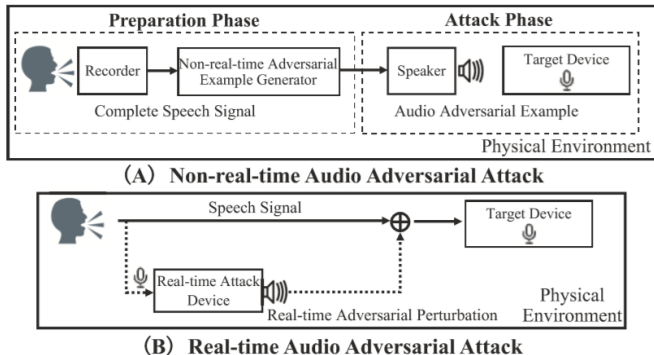 Preparation Phase
Attack Phase
Recorder
Non-real-time Adversarial
Example Generator
Speaker
Target Device
Complete Speech Signal
Audio Adversarial Example
Physical Environment
(A) Non-real-time Audio Adversarial Attack
Speech Signal
Target Device
Real-time Attack
Device
Real-time Adversarial Perturbation
Physical
Environment
(B) Real-time Audio Adversarial Attack